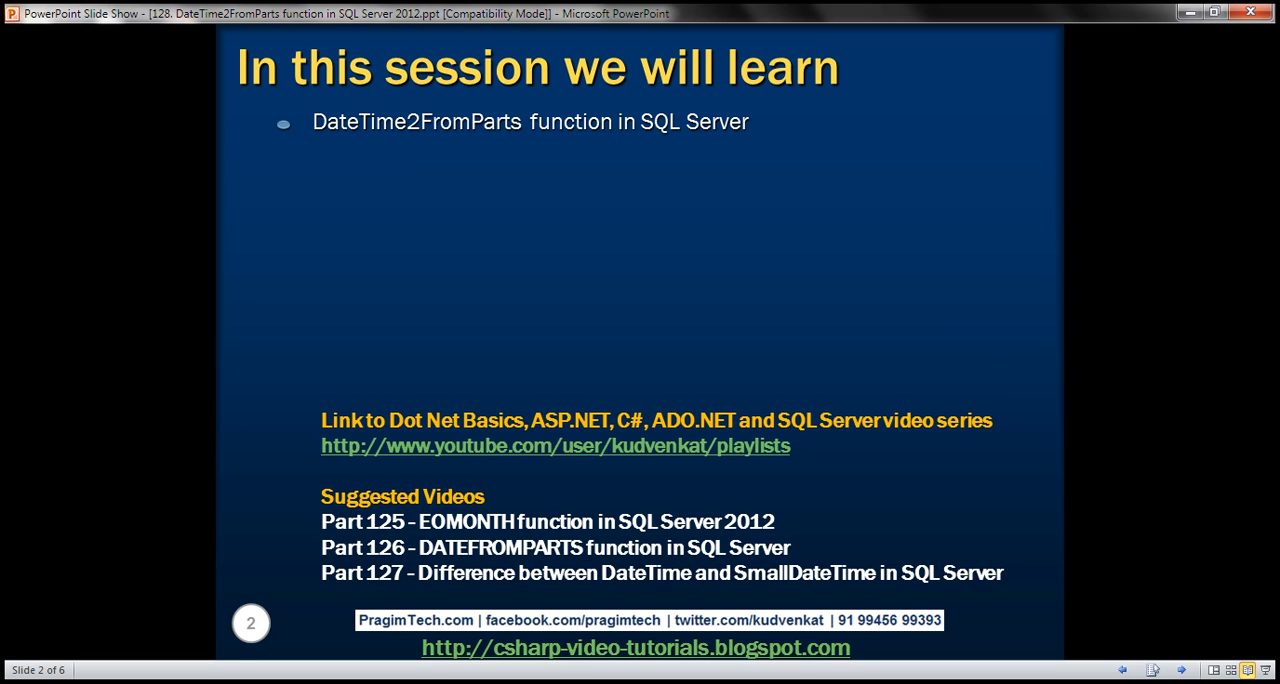 PowerPoint Slide Show - [128. DateTime2FromParts function in SQL Server 2012.ppt [Compatibility Mode]] - Microsoft PowerPoint
In this session we will learn
DateTime2FromParts function in SQL Server
Link to Dot Net Basics, ASP.NET, C#, ADO.NET and SQL Server video series
http://www.youtube.com/user/kudvenkat/playlists
Suggested Videos
Part 125 - EOMONTH function in SQL Server 2012
Part 126 - DATEFROMPARTS function in SQL Server
Part 127 - Difference between DateTime and SmallDateTime in SQL Server
2
PragimTech.com | facebook.com/pragimtech | twitter.com/kudvenkat | 91 99456 99393
http://csharp-video-tutorials.blogspot.com
Slide 2 of 6